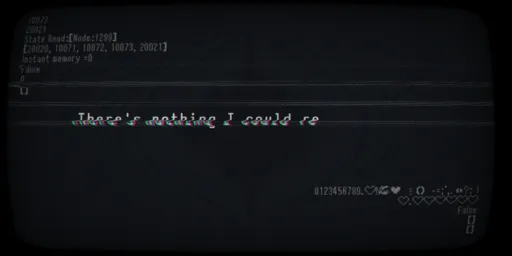 10073
20021
State Read:[Node:1299]
[20020, 10071, 10072, 10073, 20021]
Instant memory =0
False
0
[]
There's nothing I could re
0123456789.♡
♡.♡♡♡♡♡♡
False
[]
[]